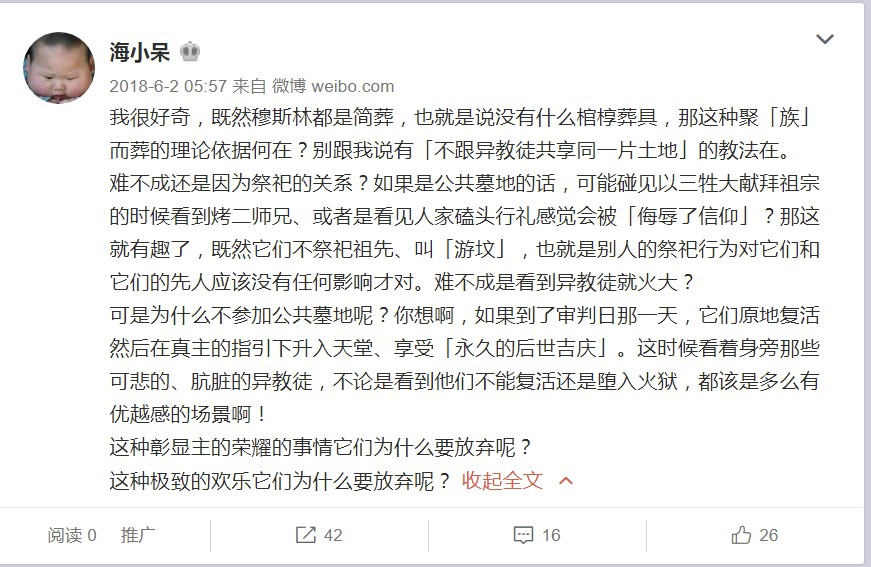 海小呆
2018-6-2 05:57 来自 微博 weibo.com
我很好奇，既然穆斯林都是简葬，也就是说没有什么棺椁葬具，那这种聚「族」
而葬的理论依据何在？别跟我说有「不跟异教徒共享同一片土地」的教法在。
难不成还是因为祭祀的关系？如果是公共墓地的话，可能碰见以三牲大献拜祖宗
的时候看到烤二师兄、或者是看见人家磕头行礼感觉会被「侮辱了信仰」？那这
就有趣了，既然它们不祭祀祖先、叫「游坟」，也就是别人的祭祀行为对它们和
它们的先人应该没有任何影响才对。难不成是看到异教徒就火大？
可是为什么不参加公共墓地呢？你想啊，如果到了审判日那一天，它们原地复活
然后在真主的指引下升入天堂、享受「永久的后世吉庆」。这时候看着身旁那些
可悲的、肮脏的异教徒，不论是看到他们不能复活还是堕入火狱，都该是多么有
优越感的场景啊！
这种彰显主的荣耀的事情它们为什么要放弃呢？
这种极致的欢乐它们为什么要放弃呢？ 收起全文
阅读 0 推广 42 16 26